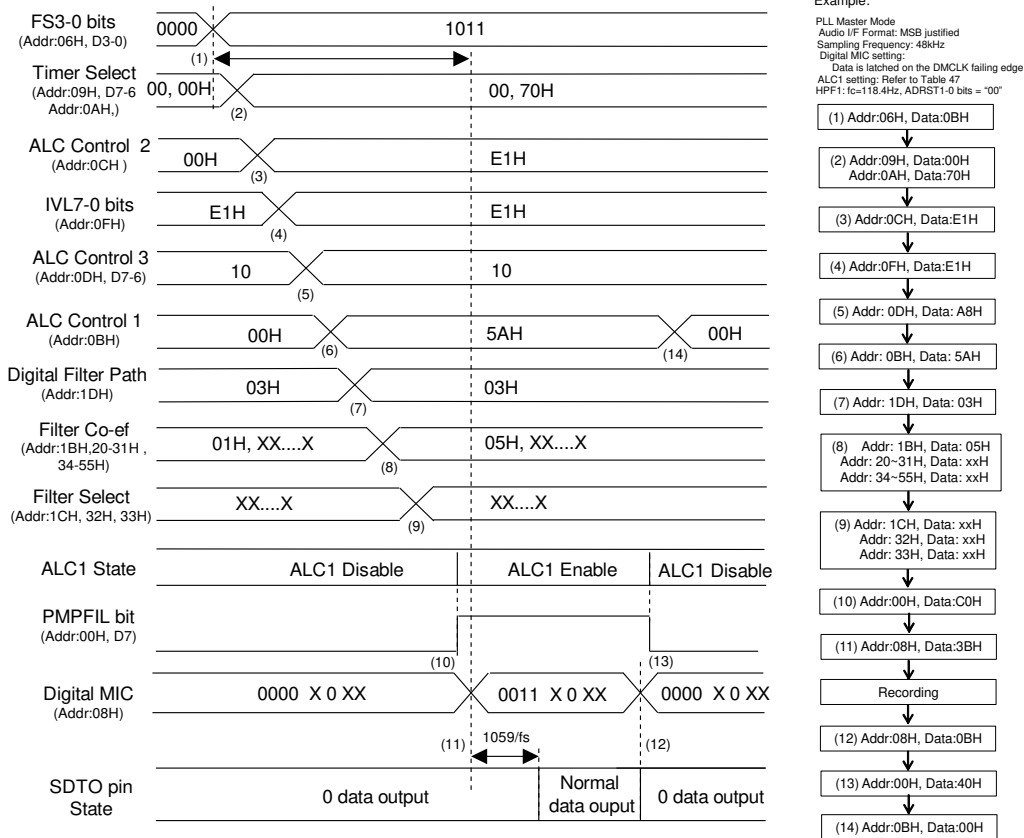 Example:
PLL Master Mode
Audio I/F Format: MSB justified
Sampling Frequency: 48kHz
Digital MIC setting:
Data is latched on the DMCLK failing edge
ALC1 setting: Refer to Table 47
HPF1: fc=118.4Hz, ADRST1-0 bits = “00”
FS3-0 bits
(Addr:06H, D3-0)
0000
1011
(1)
Timer Select
(Addr:09H, D7-6
Addr:0AH,)
00, 00H
00, 70H
(2)
ALC Control 2
(Addr:0CH )
00H
E1H
(3)
IVL7-0 bits
(Addr:0FH)
E1H
E1H
(4)
ALC Control 3
(Addr:0DH, D7-6)
10
10
(5)
ALC Control 1
(Addr:0BH)
00H
5AH
00H
(6)
(14)
Digital Filter Path
(Addr:1DH)
03H
03H
(7)
Filter Co-ef
(Addr:1BH,20-31H ,
34-55H)
01H, XX....X
05H, XX....X
(8)
Filter Select
(Addr:1CH, 32H, 33H)
XX....X
XX....X
(9)
ALC1 State
ALC1 Disable
ALC1 Enable
ALC1 Disable
PMPFIL bit
(Addr:00H, D7)
(10)
(13)
Digital MIC
(Addr:08H)
0000 X 0 XX
0011 X 0 XX
0000 X 0 XX
(11)
1059/fs
(12)
SDTO pin
State
0 data output
Normal
data ouput
0 data output
(1) Addr:06H, Data:0BH
(2) Addr:09H, Data:00H
Addr:0AH, Data:70H
(3) Addr:0CH, Data:E1H
(4) Addr:0FH, Data:E1H
(5) Addr: 0DH, Data: A8H
(6) Addr: 0BH, Data: 5AH
(7) Addr: 1DH, Data: 03H
(8) Addr: 1BH, Data: 05H
Addr: 20~31H, Data: xxH
Addr: 34~55H, Data: xxH
(9) Addr: 1CH, Data: xxH
Addr: 32H, Data: xxH
Addr: 33H, Data: xxH
(10) Addr:00H, Data:C0H
(11) Addr:08H, Data:3BH
Recording
(12) Addr:08H, Data:0BH
(13) Addr:00H, Data:40H
(14) Addr:0BH, Data:00H